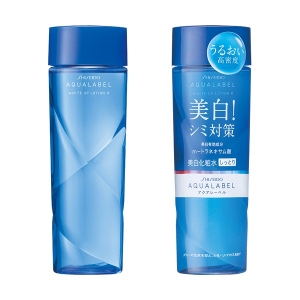 SHISEIDO
AQUALABEL
WHITE UP LOTION
うるおい
高密度
美白!
シミ対策
美白有効成分
m-トラネキサム酸
美白化粧水 しっとり
SHISEIDO
AQUALABEL
アクアレーベル